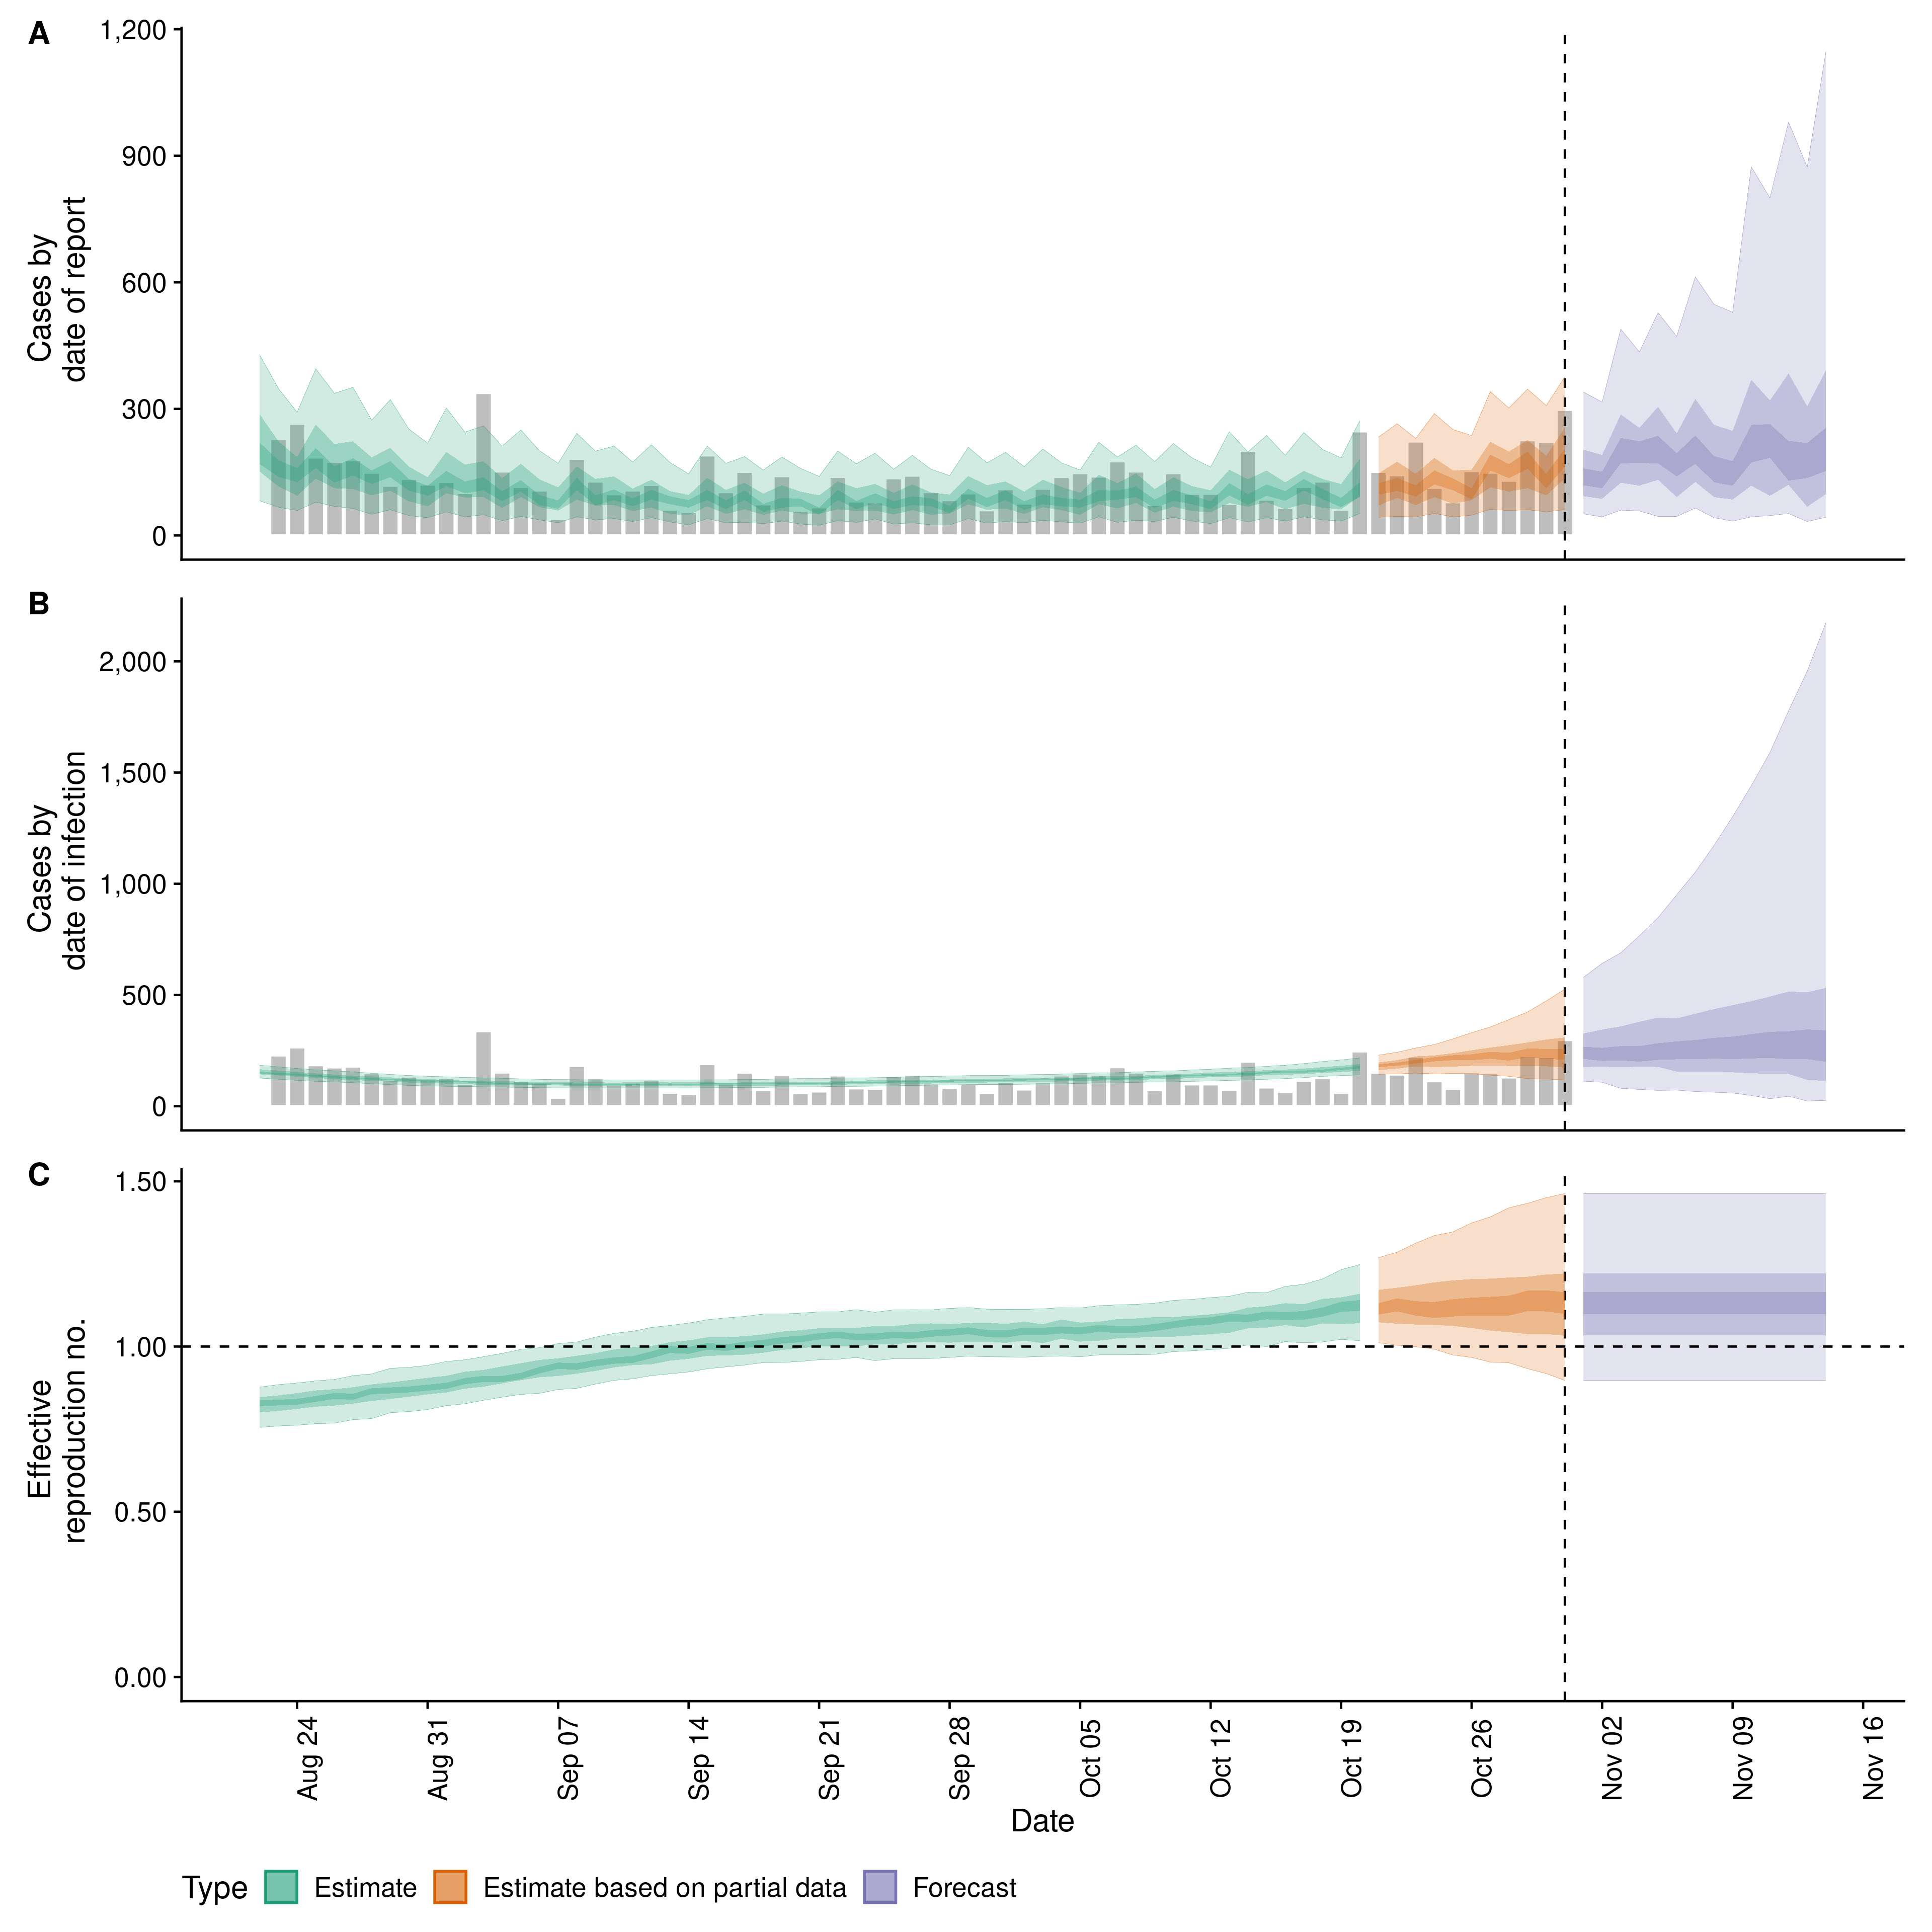 A
1,200
900
600
300
0
Cases by
date of report
B
2,000
1,500
1,000
500
0
Cases by
date of infection
C
1.50
1.00
0.50
0.00
Effective
reproduction no.
Aug 24
Aug 31
Sep 07
Sep 14
Sep 21
Sep 28
Oct 05
Oct 12
Oct 19
Oct 26
Nov 02
Nov 09
Nov 16
Date
Type Estimate Estimate based on partial data Forecast